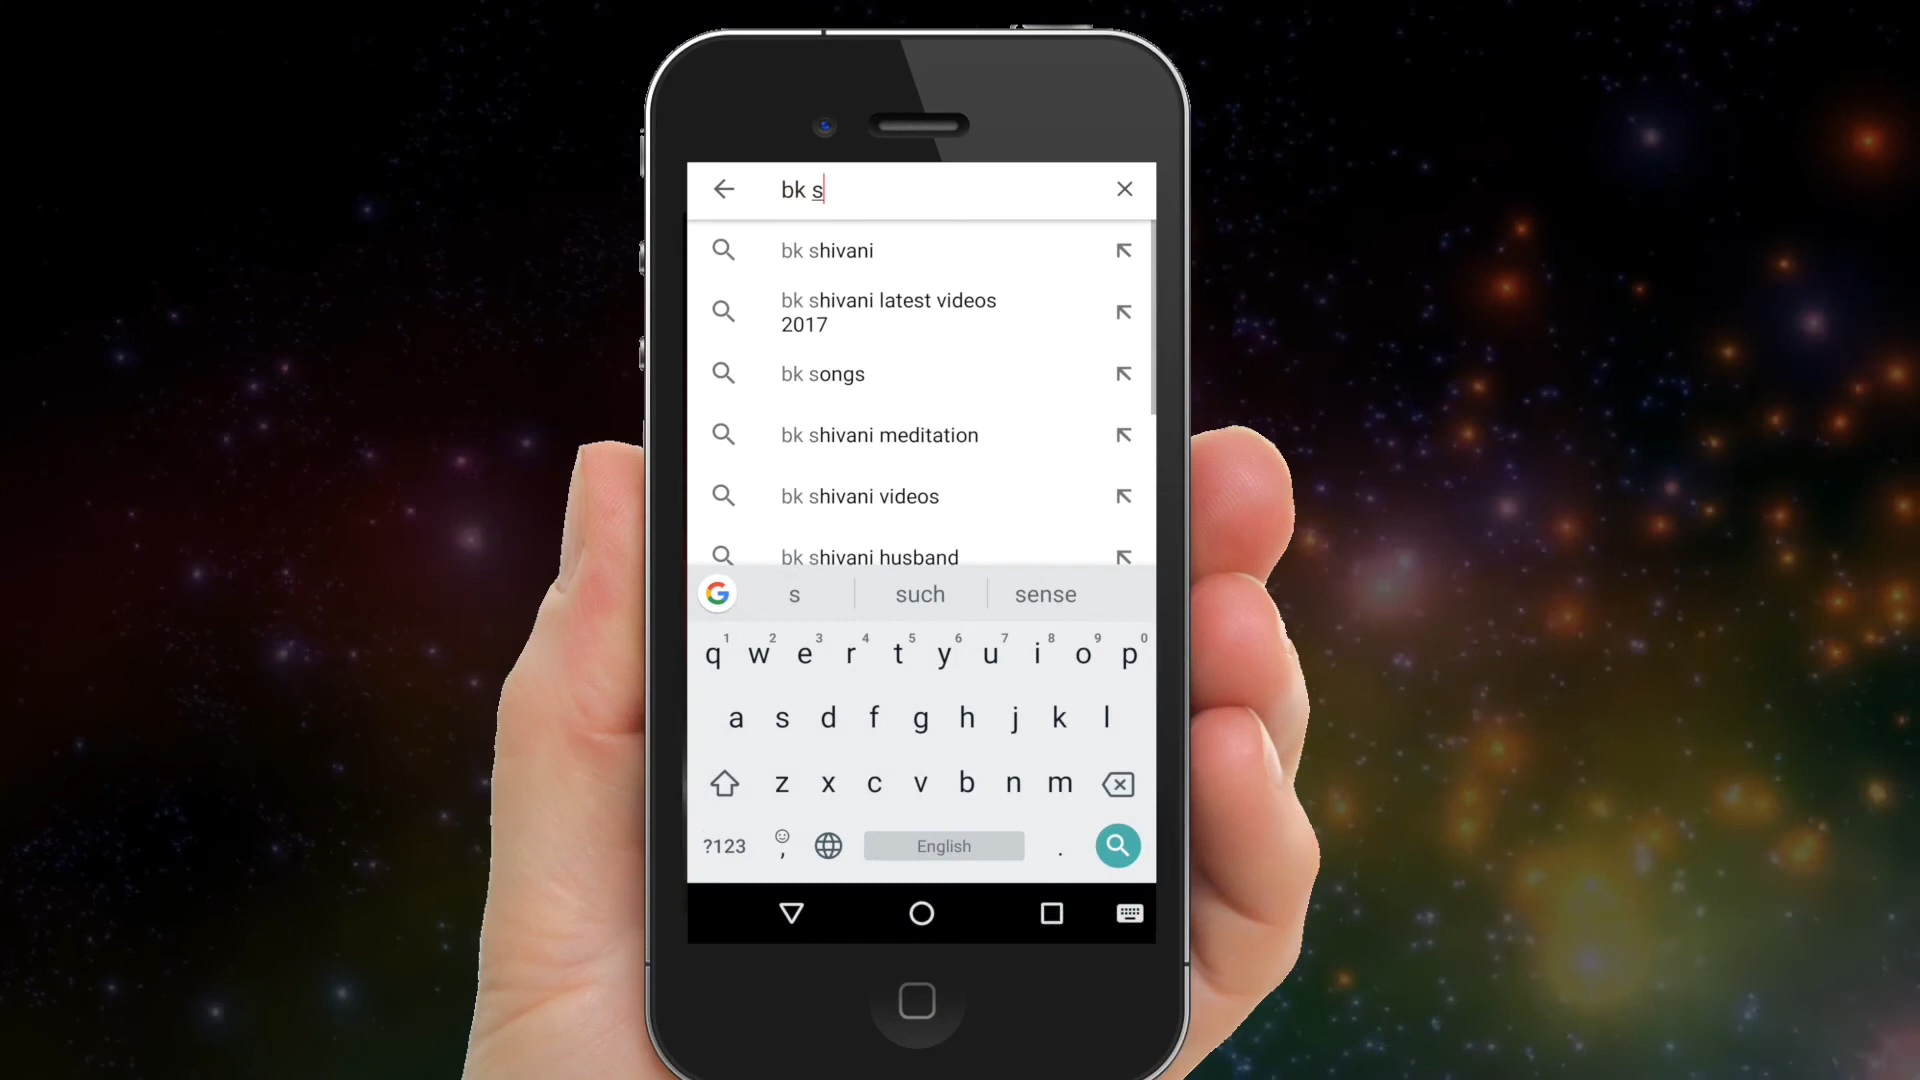 bk s
bk shivani
bk shivani latest videos
2017
bk songs
bk shivani meditation
bk shivani videos
bk shivani husband
s such sense
1 2 3 4 5 6 7 8 9 0
q w e r t y u i o p
a s d f g h j k l
z x c v b n m
?123 , English .